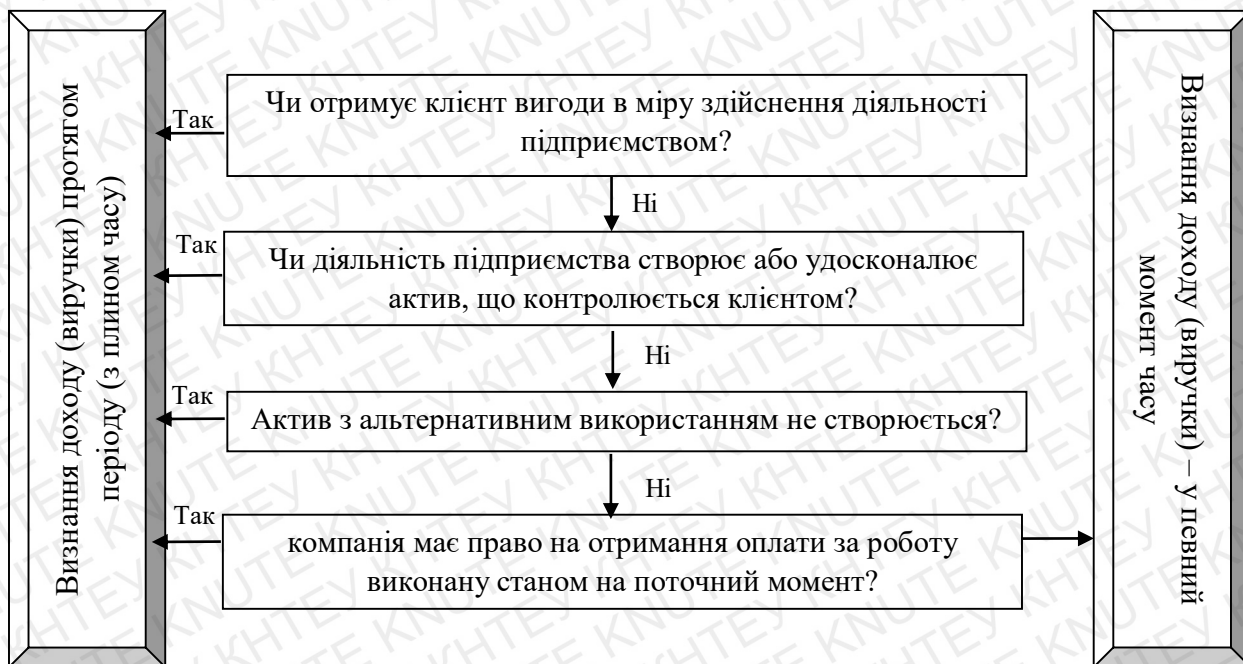 Визнання доходу (виручки) протягом
періоду (з плином часу)
Чи отримує клієнт вигоди в міру здійснення діяльності
підприємством?
Так
Ні
Чи діяльність підприємства створює або удосконалює
актив, що контролюється клієнтом?
Так
Ні
Актив з альтернативним використанням не створюється?
Так
Ні
компанія має право на отримання оплати за роботу
виконану станом на поточний момент?
Так
Визнання доходу (виручки) – у певний
момент часу